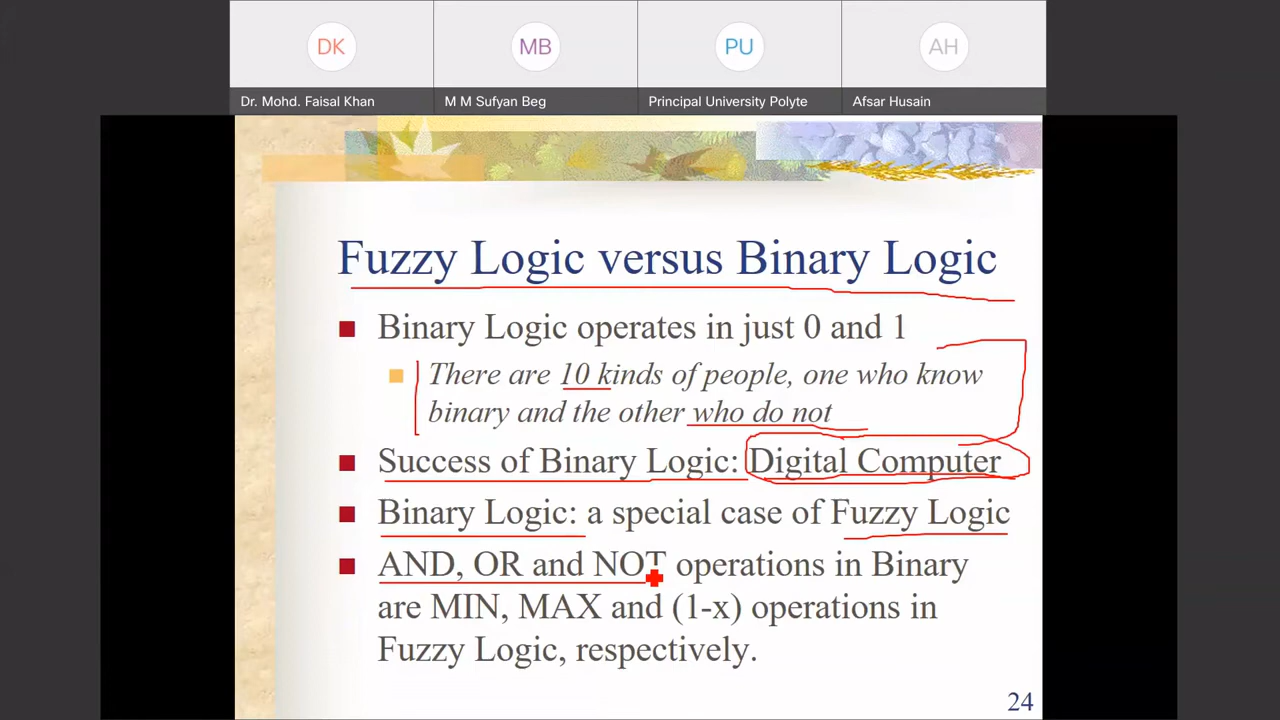 DK
MB
PU
AH
Dr. Mohd. Faisal Khan
M M Sufyan Beg
Principal University Polyte
Afsar Husain
Fuzzy Logic versus Binary Logic
Binary Logic operates in just 0 and 1
There are 10 kinds of people, one who know
binary and the other who do not
Success of Binary Logic: Digital Computer
Binary Logic: a special case of Fuzzy Logic
AND, OR and NOT operations in Binary
are MIN, MAX and (1-x) operations in
Fuzzy Logic, respectively.
24